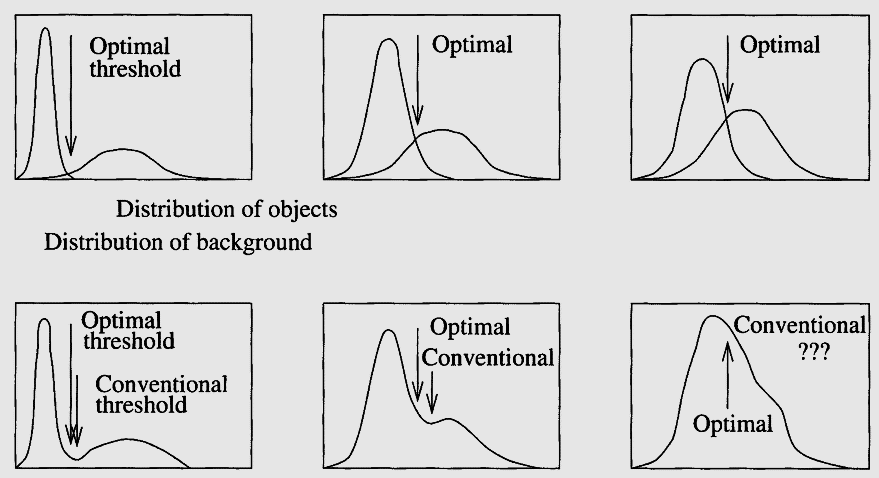 Optimal
threshold
Optimal
Optimal
Distribution of objects
Distribution of background
Optimal
threshold
Conventional
threshold
Optimal
Conventional
Conventional
???
Optimal